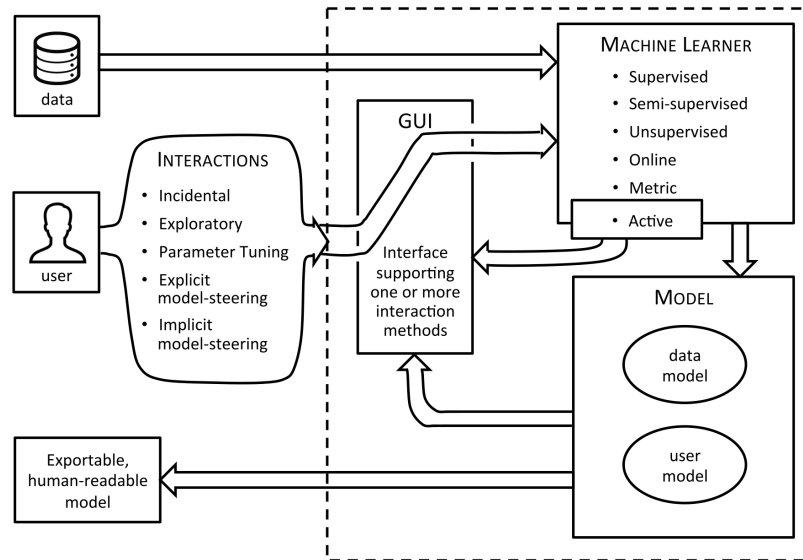 data
MACHINE LEARNER
• Supervised
• Semi-supervised
• Unsupervised
• Online
• Metric
• Active
GUI
Interface
supporting
one or more
interaction
methods
INTERACTIONS
• Incidental
• Exploratory
• Parameter Tuning
• Explicit
model-steering
• Implicit
model-steering
user
MODEL
data
model
user
model
Exportable,
human-readable
model